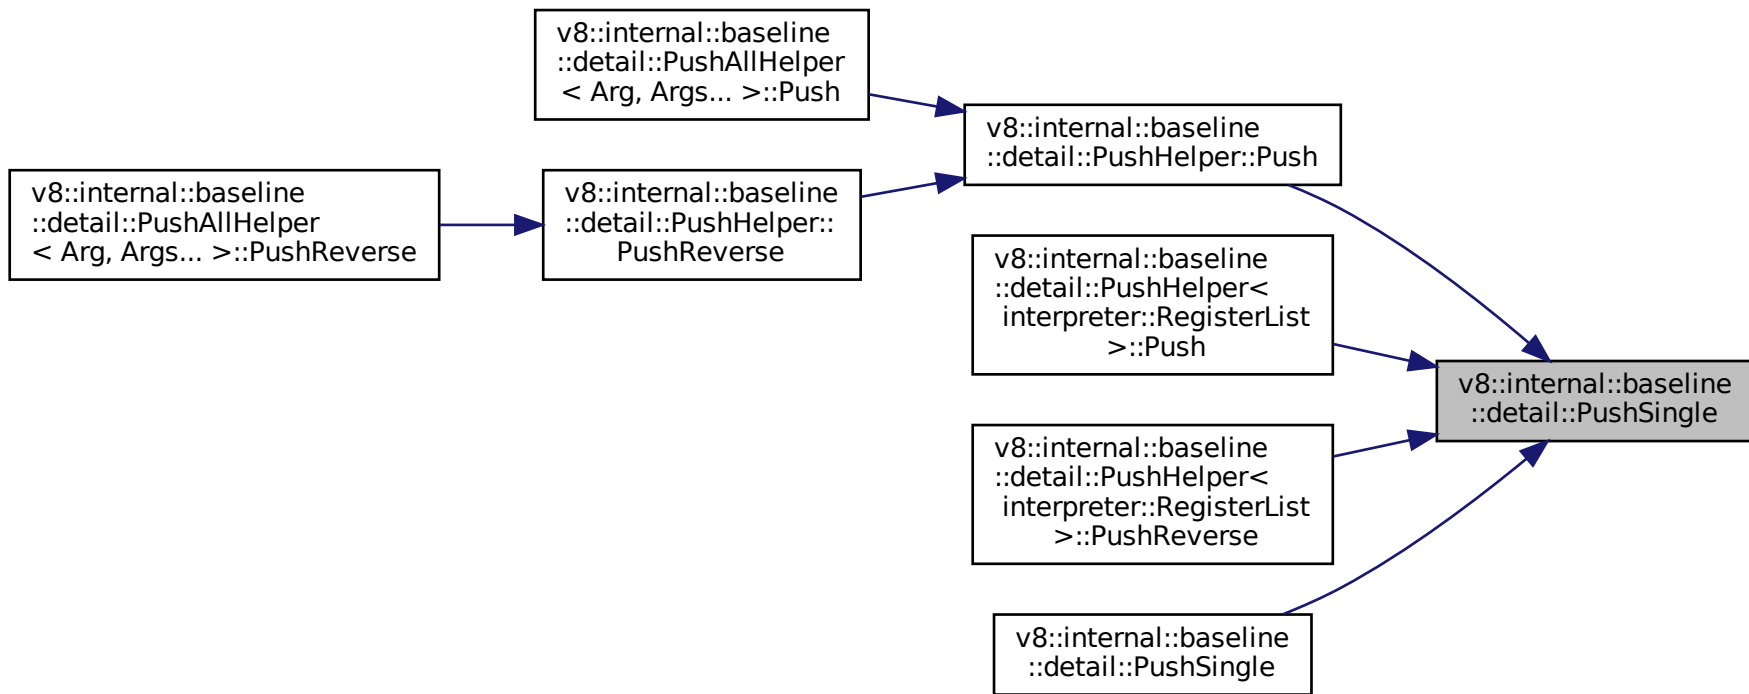 v8::internal::baseline
::detail::PushAllHelper
< Arg, Args... >::Push
v8::internal::baseline
::detail::PushHelper::Push
v8::internal::baseline
::detail::PushAllHelper
< Arg, Args... >::PushReverse
v8::internal::baseline
::detail::PushHelper::
PushReverse
v8::internal::baseline
::detail::PushHelper<
interpreter::RegisterList
>::Push
v8::internal::baseline
::detail::PushSingle
v8::internal::baseline
::detail::PushHelper<
interpreter::RegisterList
>::PushReverse
v8::internal::baseline
::detail::PushSingle